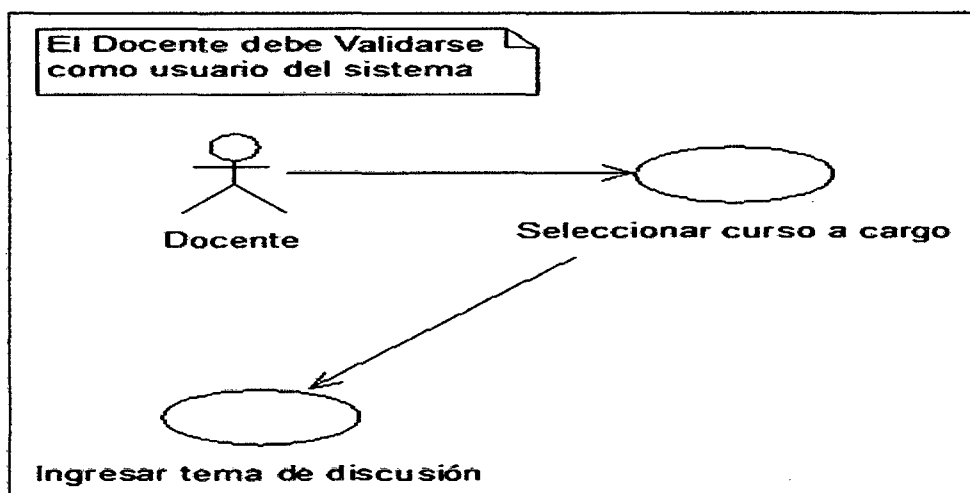 El Docente debe Validarse
como usuario del sistema
Docente
Seleccionar curso a cargo
Ingresar tema de discusión